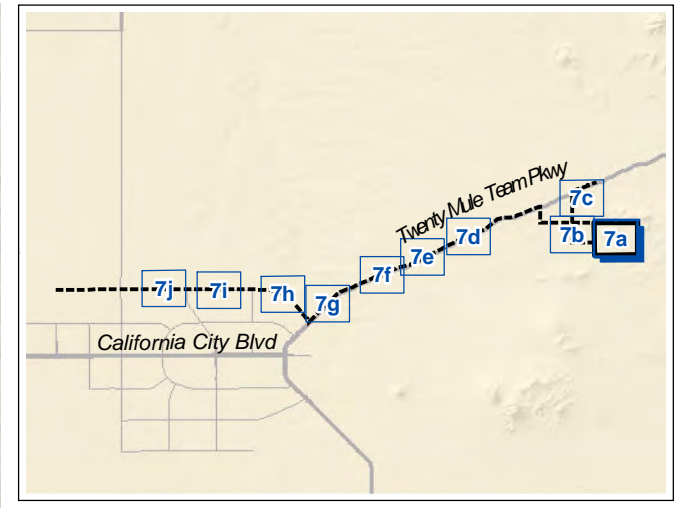 Twenty Mule Team Pkwy
7c
7b
7a
7d
7e
7f
7g
7h
7i
7j
California City Blvd